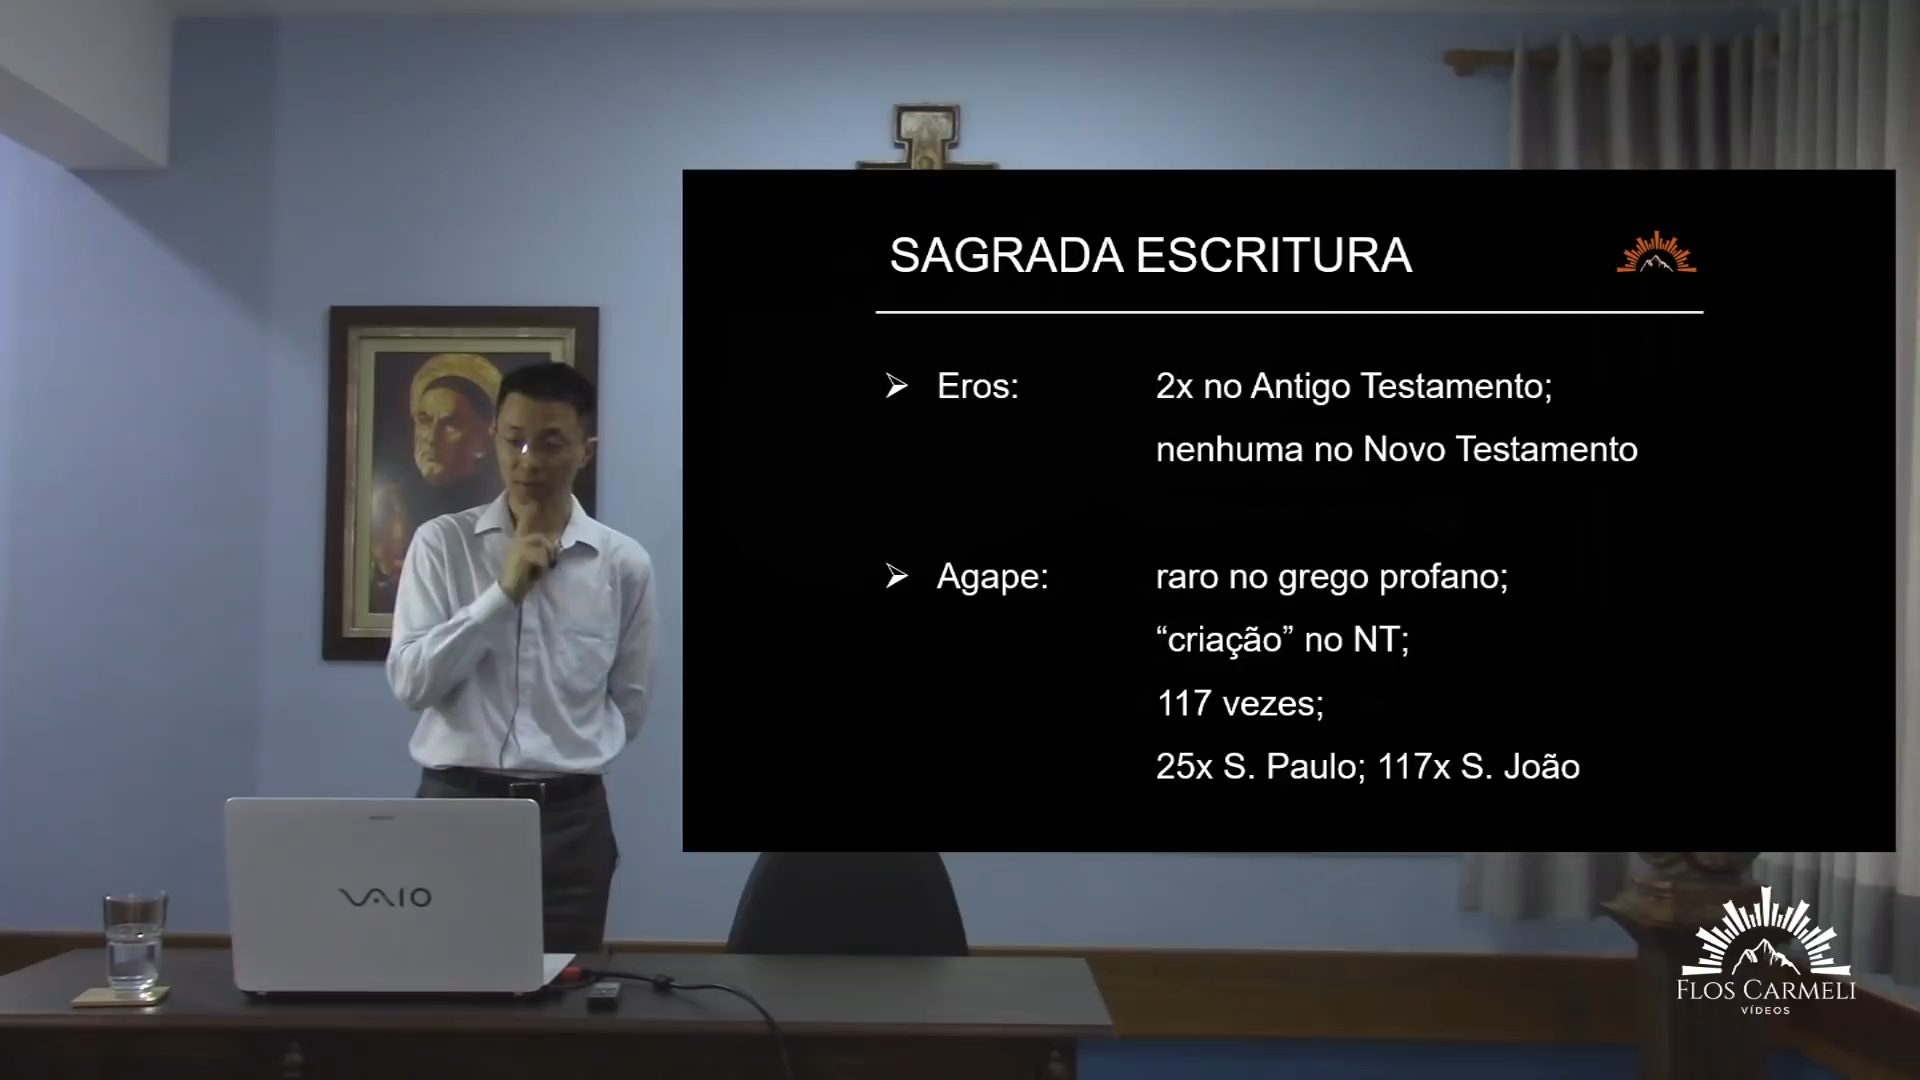 SAGRADA ESCRITURA
Eros: 2x no Antigo Testamento;
nenhuma no Novo Testamento
Agape: raro no grego profano;
“criação” no NT;
117 vezes;
25x S. Paulo; 117x S. João
VAIO
FLOS CARMELI
VÍDEOS